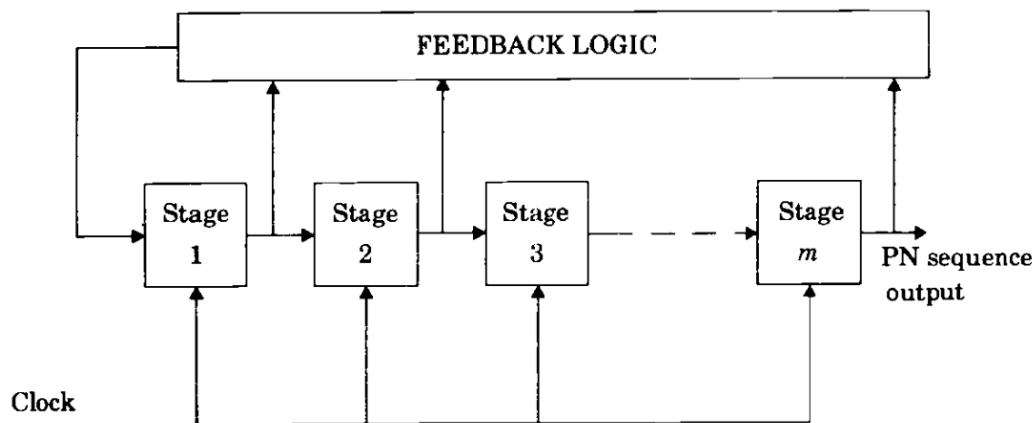 FEEDBACK LOGIC
Stage
1
Stage
2
Stage
3
Stage
m
PN sequence
output
Clock